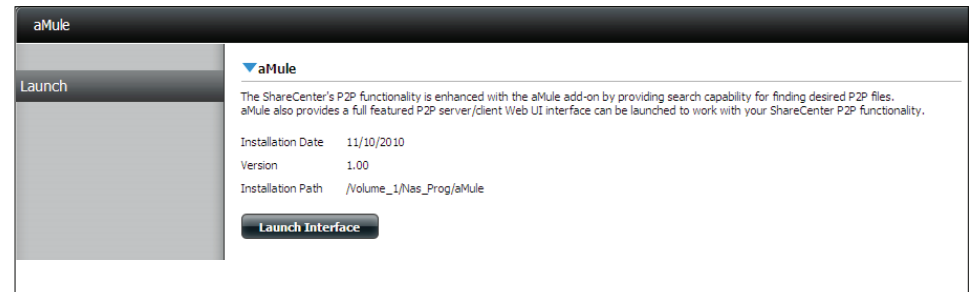 aMule
Launch
aMule
The ShareCenter's P2P functionality is enhanced with the aMule add-on by providing search capability for finding desired P2P files.
aMule also provides a full featured P2P server/client Web UI interface can be launched to work with your ShareCenter P2P functionality.
Installation Date 11/10/2010
Version 1.00
Installation Path /Volume_1/Nas_Prog/aMule
Launch Interface